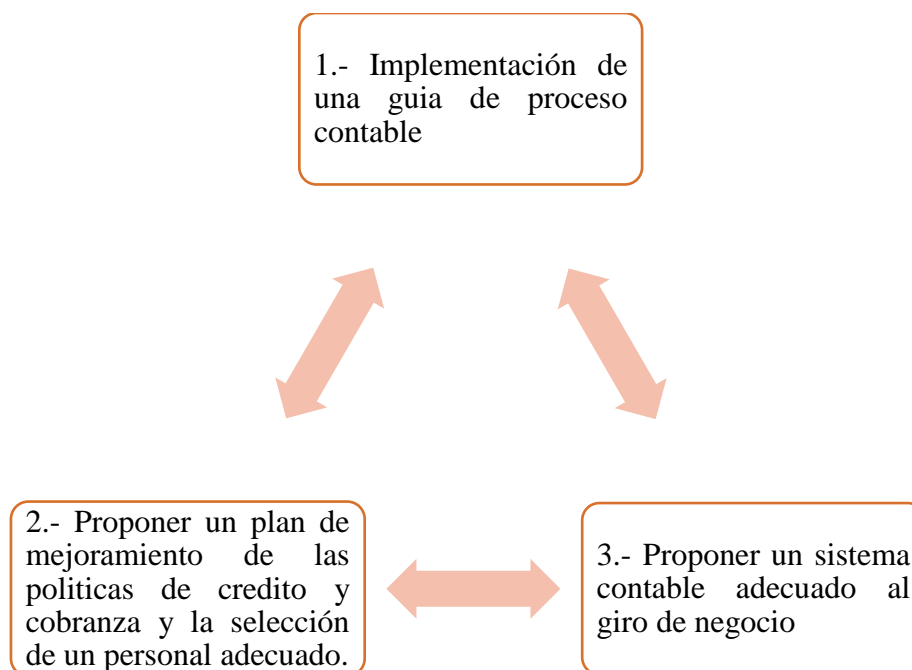 1.- Implementación de
una guia de proceso
contable
2.- Proponer un plan de
mejoramiento de las
politicas de credito y
cobranza y la selección
de un personal adecuado.
3.- Proponer un sistema
contable adecuado al
giro de negocio